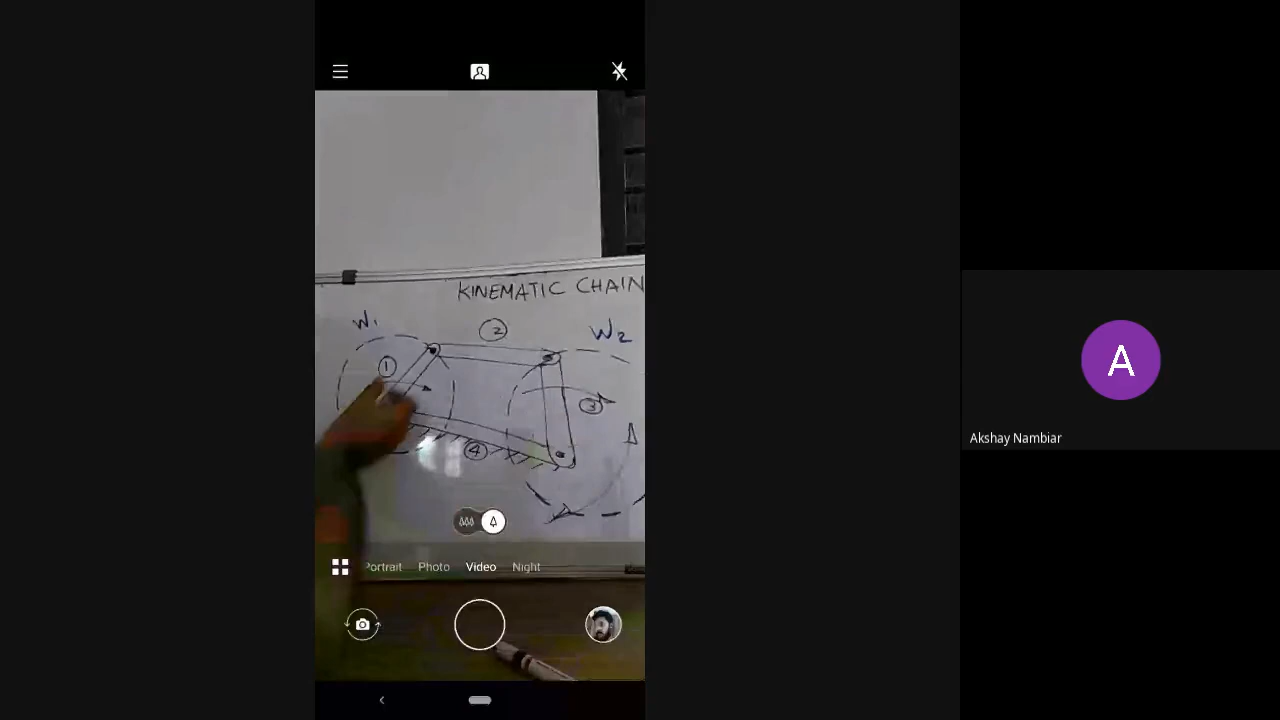 KINEMATIC CHAIN
W1
2
W2
1
3
4
Portrait Photo Video Night
A
Akshay Nambiar